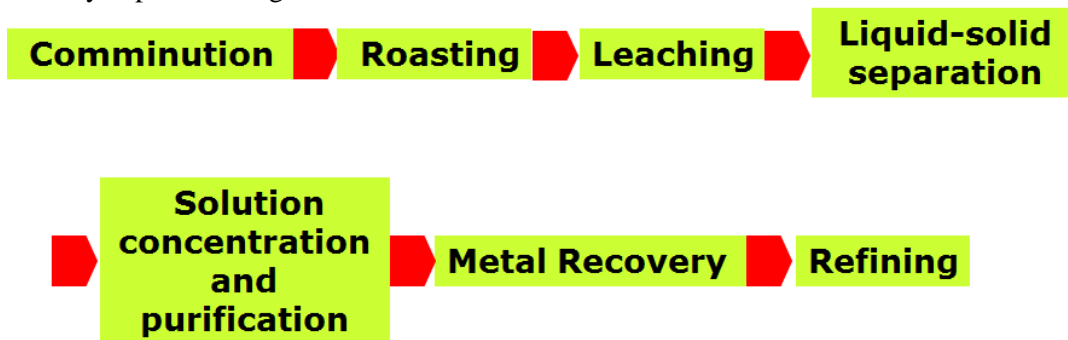 Comminution Roasting Leaching Liquid-solid
separation
Solution
concentration
and
purification
Metal Recovery Refining